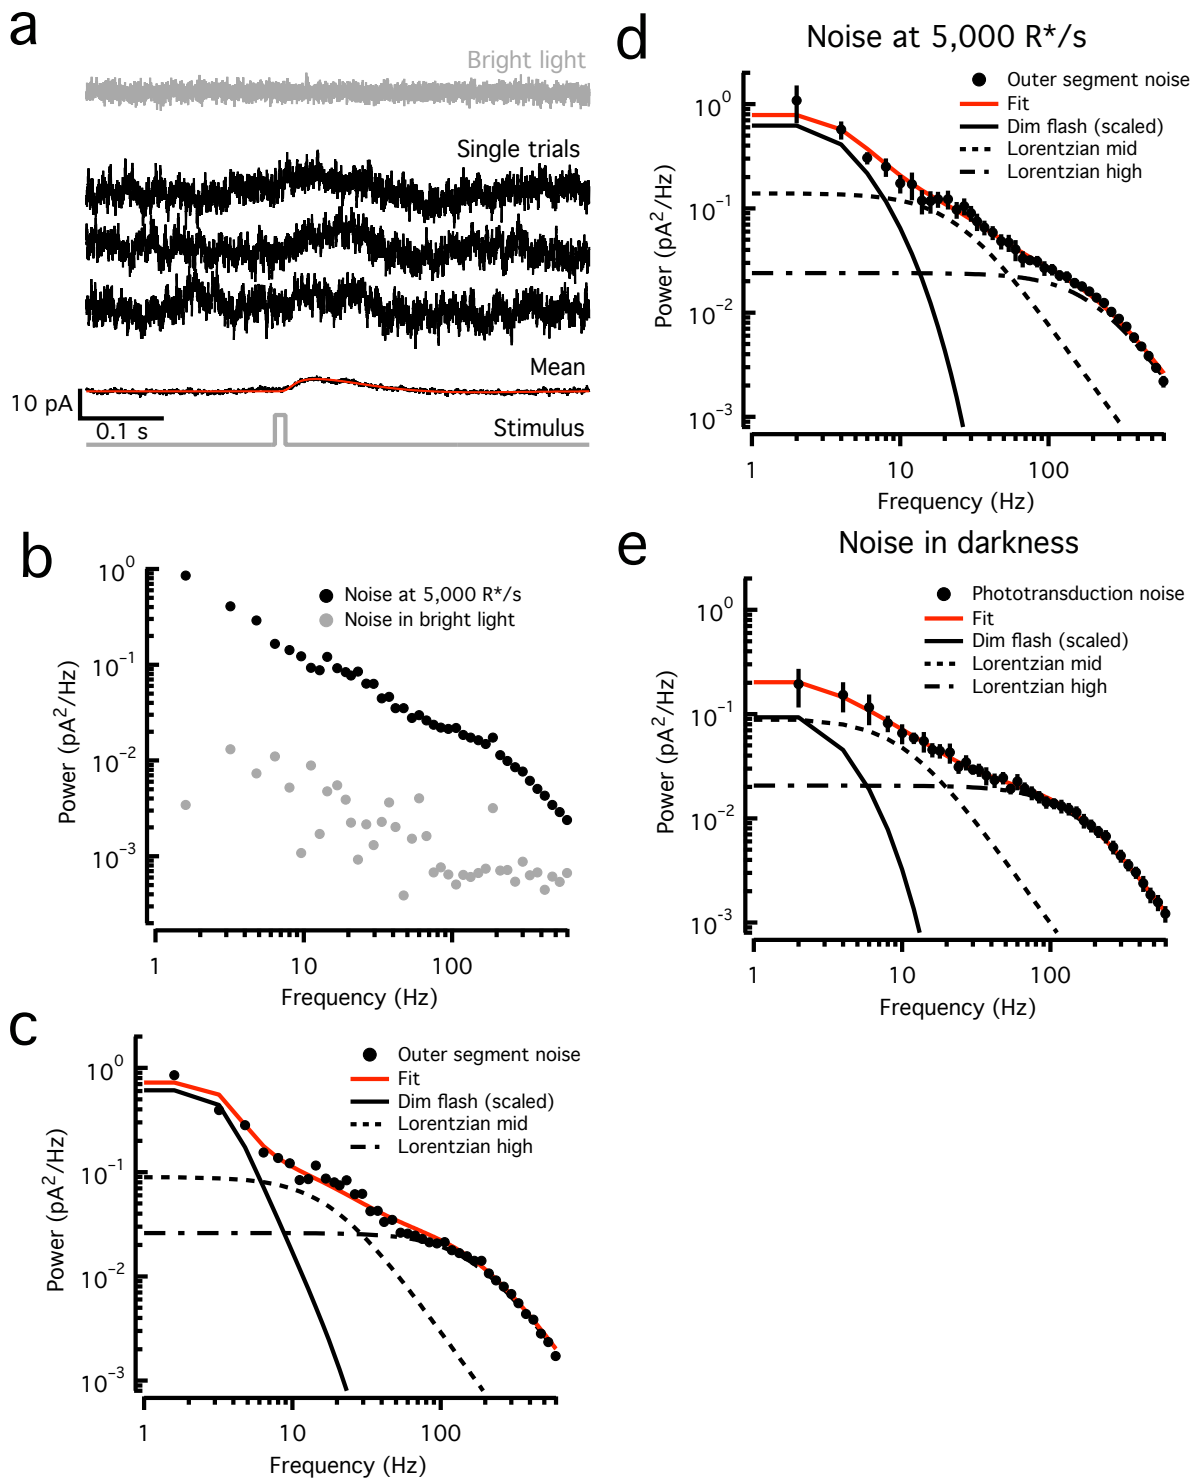 a
Bright light
Single trials
Mean
10 pA
0.1 s
Stimulus
b
Noise at 5,000 R*/s
Noise in bright light
Power (pA²/Hz)
10⁰
10⁻¹
10⁻²
10⁻³
1
10
100
Frequency (Hz)
c
Outer segment noise
Fit
Dim flash (scaled)
Lorentzian mid
Lorentzian high
Power (pA²/Hz)
10⁰
10⁻¹
10⁻²
10⁻³
1
10
100
Frequency (Hz)
d
Noise at 5,000 R*/s
Outer segment noise
Fit
Dim flash (scaled)
Lorentzian mid
Lorentzian high
Power (pA²/Hz)
10⁰
10⁻¹
10⁻²
10⁻³
1
10
100
Frequency (Hz)
e
Noise in darkness
Phototransduction noise
Fit
Dim flash (scaled)
Lorentzian mid
Lorentzian high
Power (pA²/Hz)
10⁰
10⁻¹
10⁻²
10⁻³
1
10
100
Frequency (Hz)